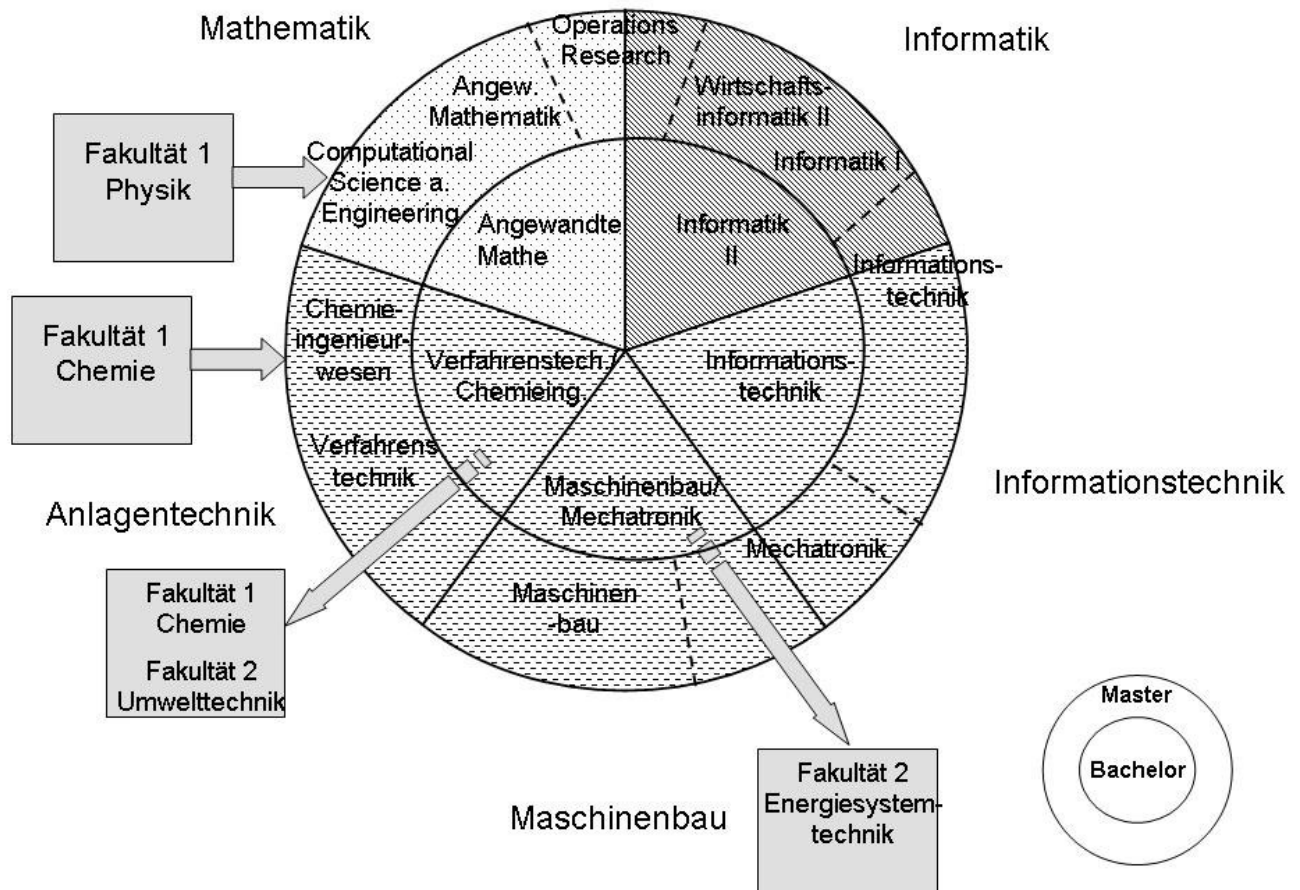 Mathematik
Informatik
Operations
Research
Angew.
Mathematik
Wirtschafts-
informatik II
Fakultät 1
Physik
Computational
Science a.
Engineering
Informatik I
Angewandte
Mathe
Informatik
II
Informations-
technik
Fakultät 1
Chemie
Chemie-
ingenieur-
wesen
Verfahrenstech./
Chemieing.
Informations
technik
Verfahrens
technik
Maschinenbau/
Mechatronik
Informationstechnik
Anlagentechnik
Mechatronik
Maschinen
-bau
Fakultät 1
Chemie
Fakultät 2
Umwelttechnik
Maschinenbau
Fakultät 2
Energiesystem-
technik
Master
Bachelor